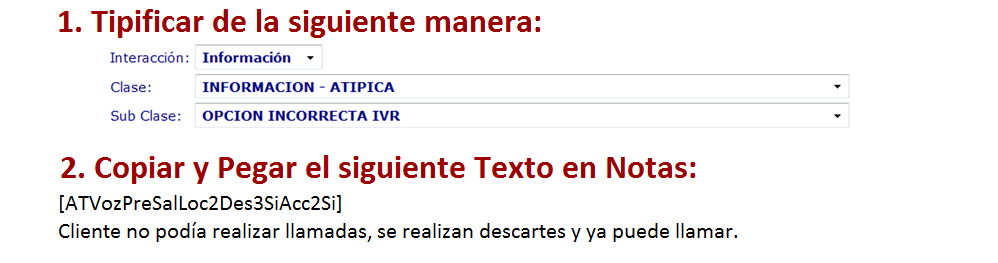 1. Tipificar de la siguiente manera:
Interacción: Información
Clase: INFORMACION - ATIPICA
Sub Clase: OPCION INCORRECTA IVR
2. Copiar y Pegar el siguiente Texto en Notas:
[ATVozPreSalLoc2Des3SiAcc2Si]
Cliente no podía realizar llamadas, se realizan descartes y ya puede llamar.